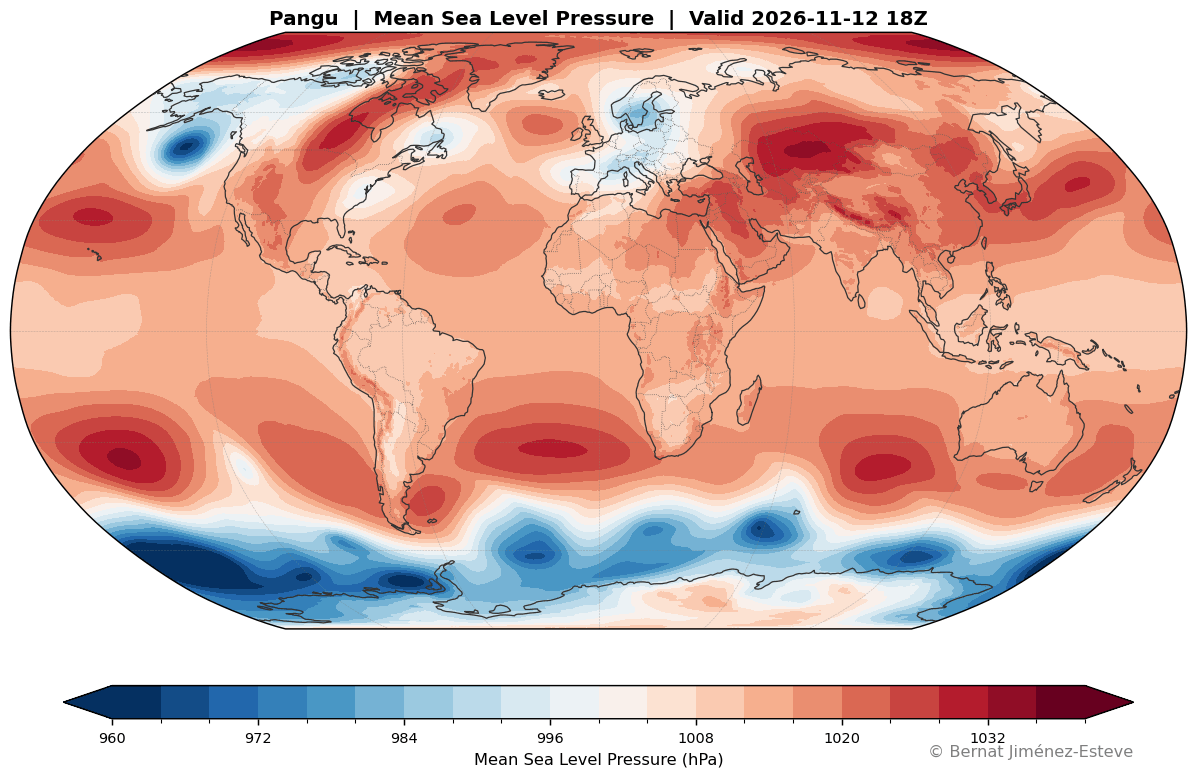 Pangu | Mean Sea Level Pressure | Valid 2026-11-12 18Z
960 972 984 996 1008 1020 1032
Mean Sea Level Pressure (hPa)
© Bernat Jiménez-Esteve